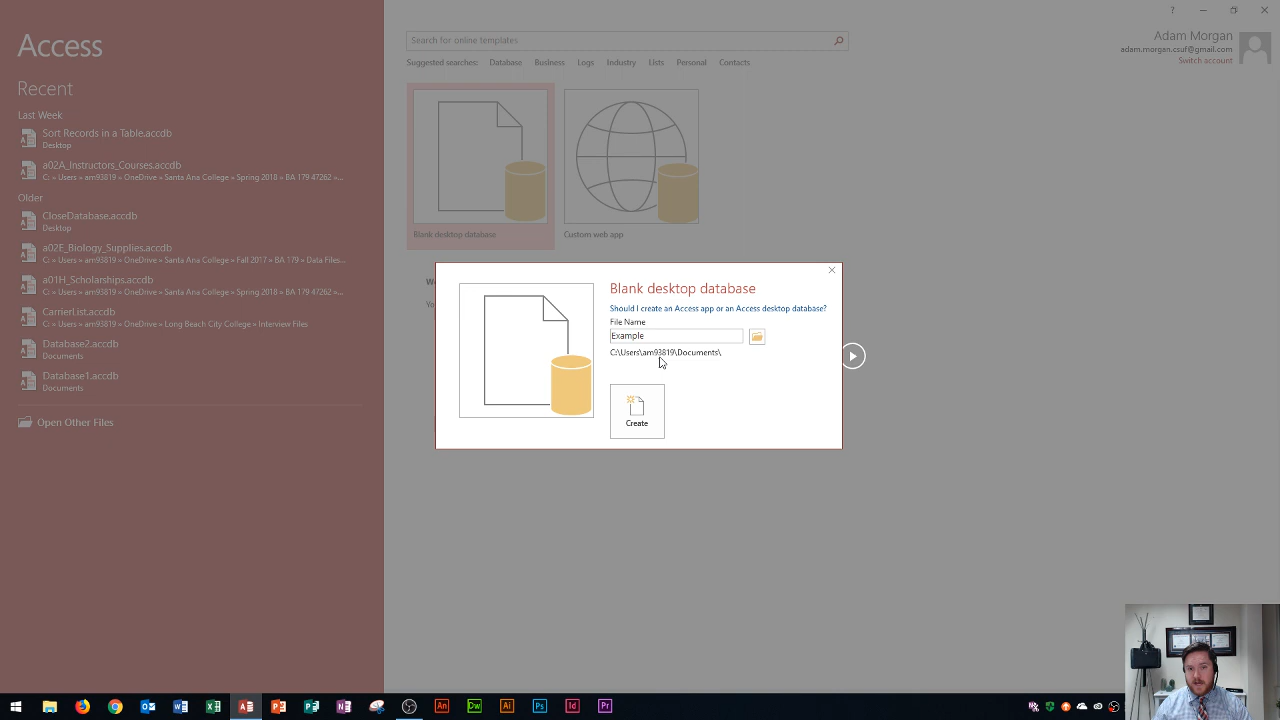 Access
Recent
Last Week
Sort Records in a Table.accdb
Desktop
a02A_Instructors_Courses.accdb
C: » Users » am93819 » OneDrive » Santa Ana College » Spring 2018 » BA 179 47262 »...
Older
CloseDatabase.accdb
Desktop
a02E_Biology_Supplies.accdb
C: » Users » am93819 » OneDrive » Santa Ana College » Fall 2017 » BA 179 » Data Files...
a01H_Scholarships.accdb
C: » Users » am93819 » OneDrive » Santa Ana College » Spring 2018 » BA 179 47262 »...
CarrierList.accdb
C: » Users » am93819 » OneDrive » Long Beach City College » Interview Files
Database2.accdb
Documents
Database1.accdb
Documents
Open Other Files
?
Adam Morgan
adam.morgan.csuf@gmail.com
Switch account
Search for online templates
Suggested searches: Database Business Logs Industry Lists Personal Contacts
Blank desktop database
Custom web app
Blank desktop database
Should I create an Access app or an Access desktop database?
File Name
Example
C:\Users\am93819\Documents\
Create
An Dw Ai Ps Id Pr